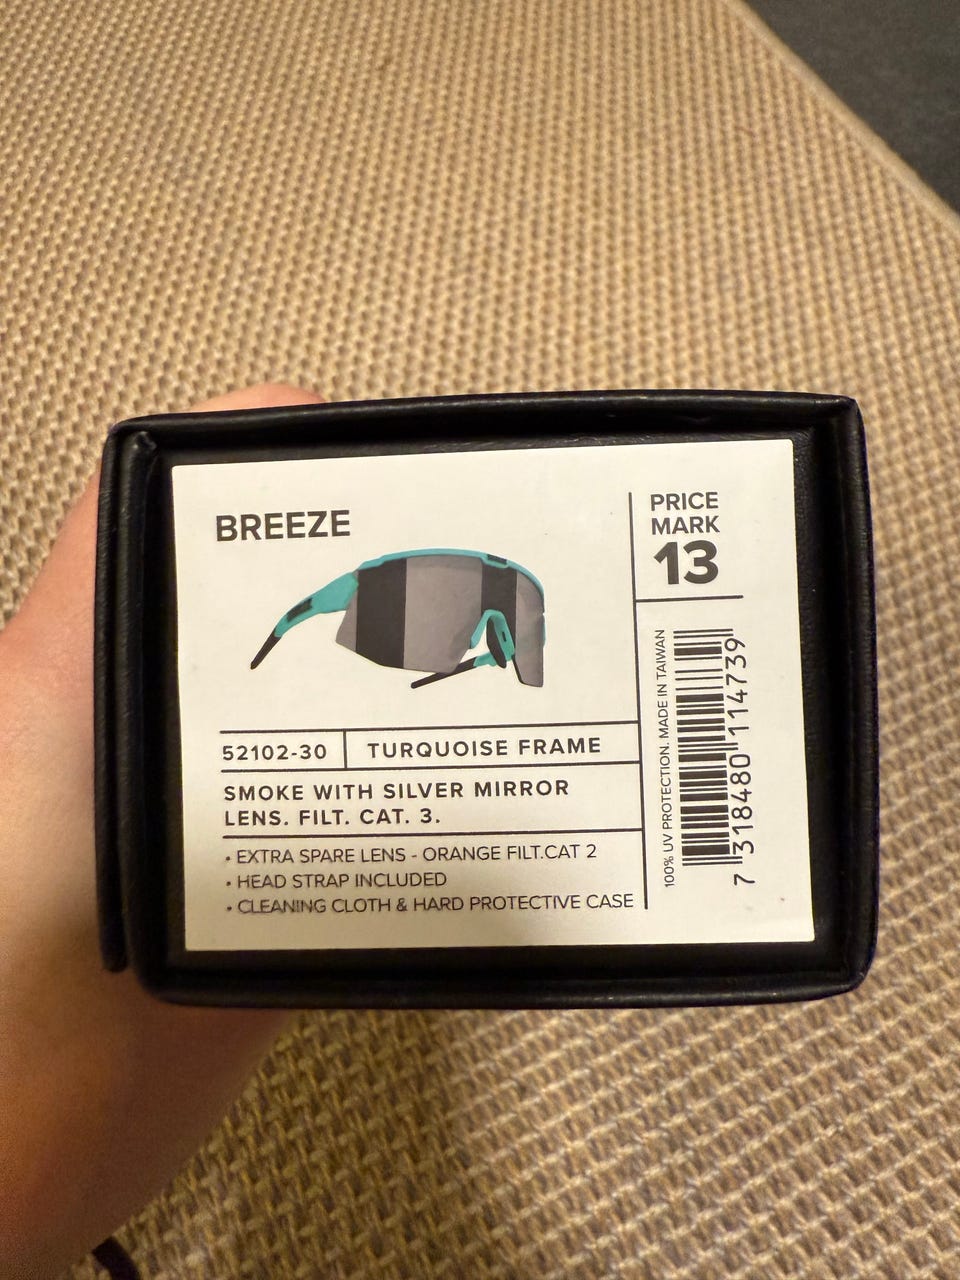 BREEZE
PRICE
MARK
13
52102-30 TURQUOISE FRAME
SMOKE WITH SILVER MIRROR
LENS. FILT. CAT. 3.
• EXTRA SPARE LENS - ORANGE FILT.CAT 2
• HEAD STRAP INCLUDED
• CLEANING CLOTH & HARD PROTECTIVE CASE
100% UV PROTECTION. MADE IN TAIWAN
7 318480 114739